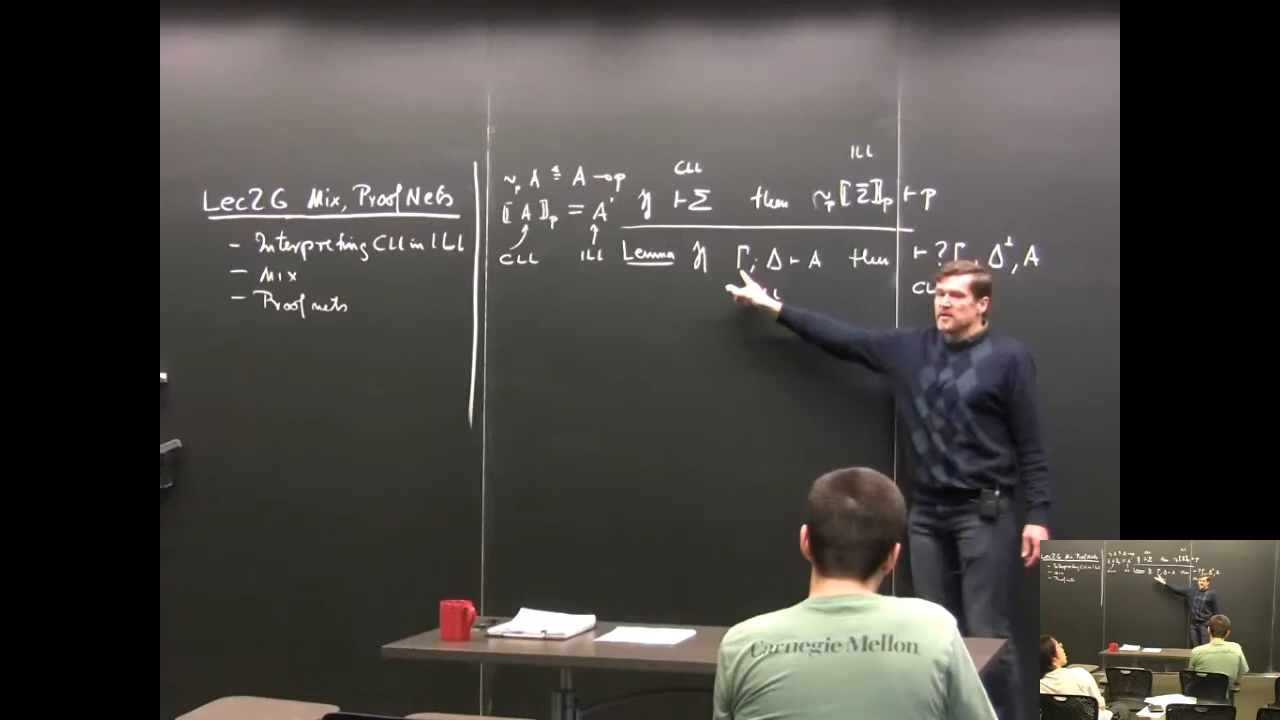 Lec 26 Mix, Proof Nets
- Interpreting CLL in ILL
- Mix
- Proof nets
~ₚ A ≜ A ⊸ p
⟦A⟧ₚ = A'
CLL ILL
CLL ILL
If ⊢ Σ then ~ₚ⟦Σ⟧ₚ ⊢ p
Lemma If Γ; Δ ⊢ A then ⊢ ?Γ⊥, Δ⊥, A
Carnegie Mellon